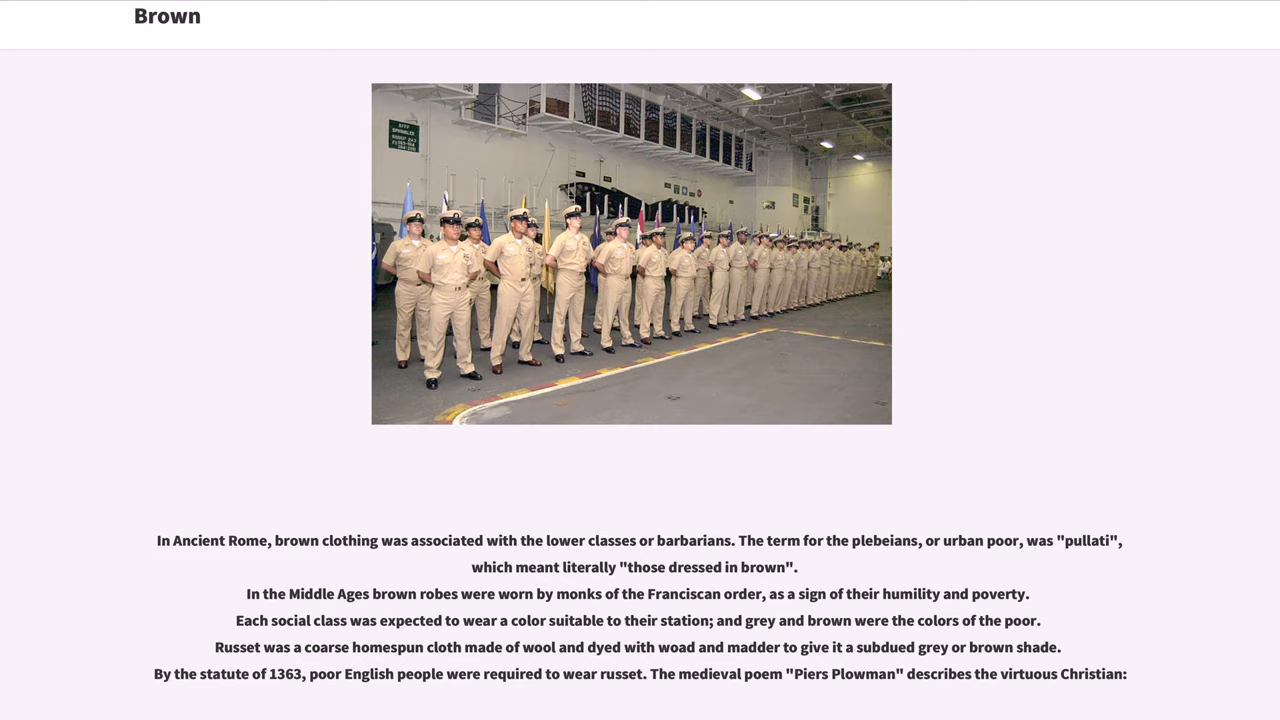 Brown
In Ancient Rome, brown clothing was associated with the lower classes or barbarians. The term for the plebeians, or urban poor, was "pullati",
which meant literally "those dressed in brown".
In the Middle Ages brown robes were worn by monks of the Franciscan order, as a sign of their humility and poverty.
Each social class was expected to wear a color suitable to their station; and grey and brown were the colors of the poor.
Russet was a coarse homespun cloth made of wool and dyed with woad and madder to give it a subdued grey or brown shade.
By the statute of 1363, poor English people were required to wear russet. The medieval poem "Piers Plowman" describes the virtuous Christian: